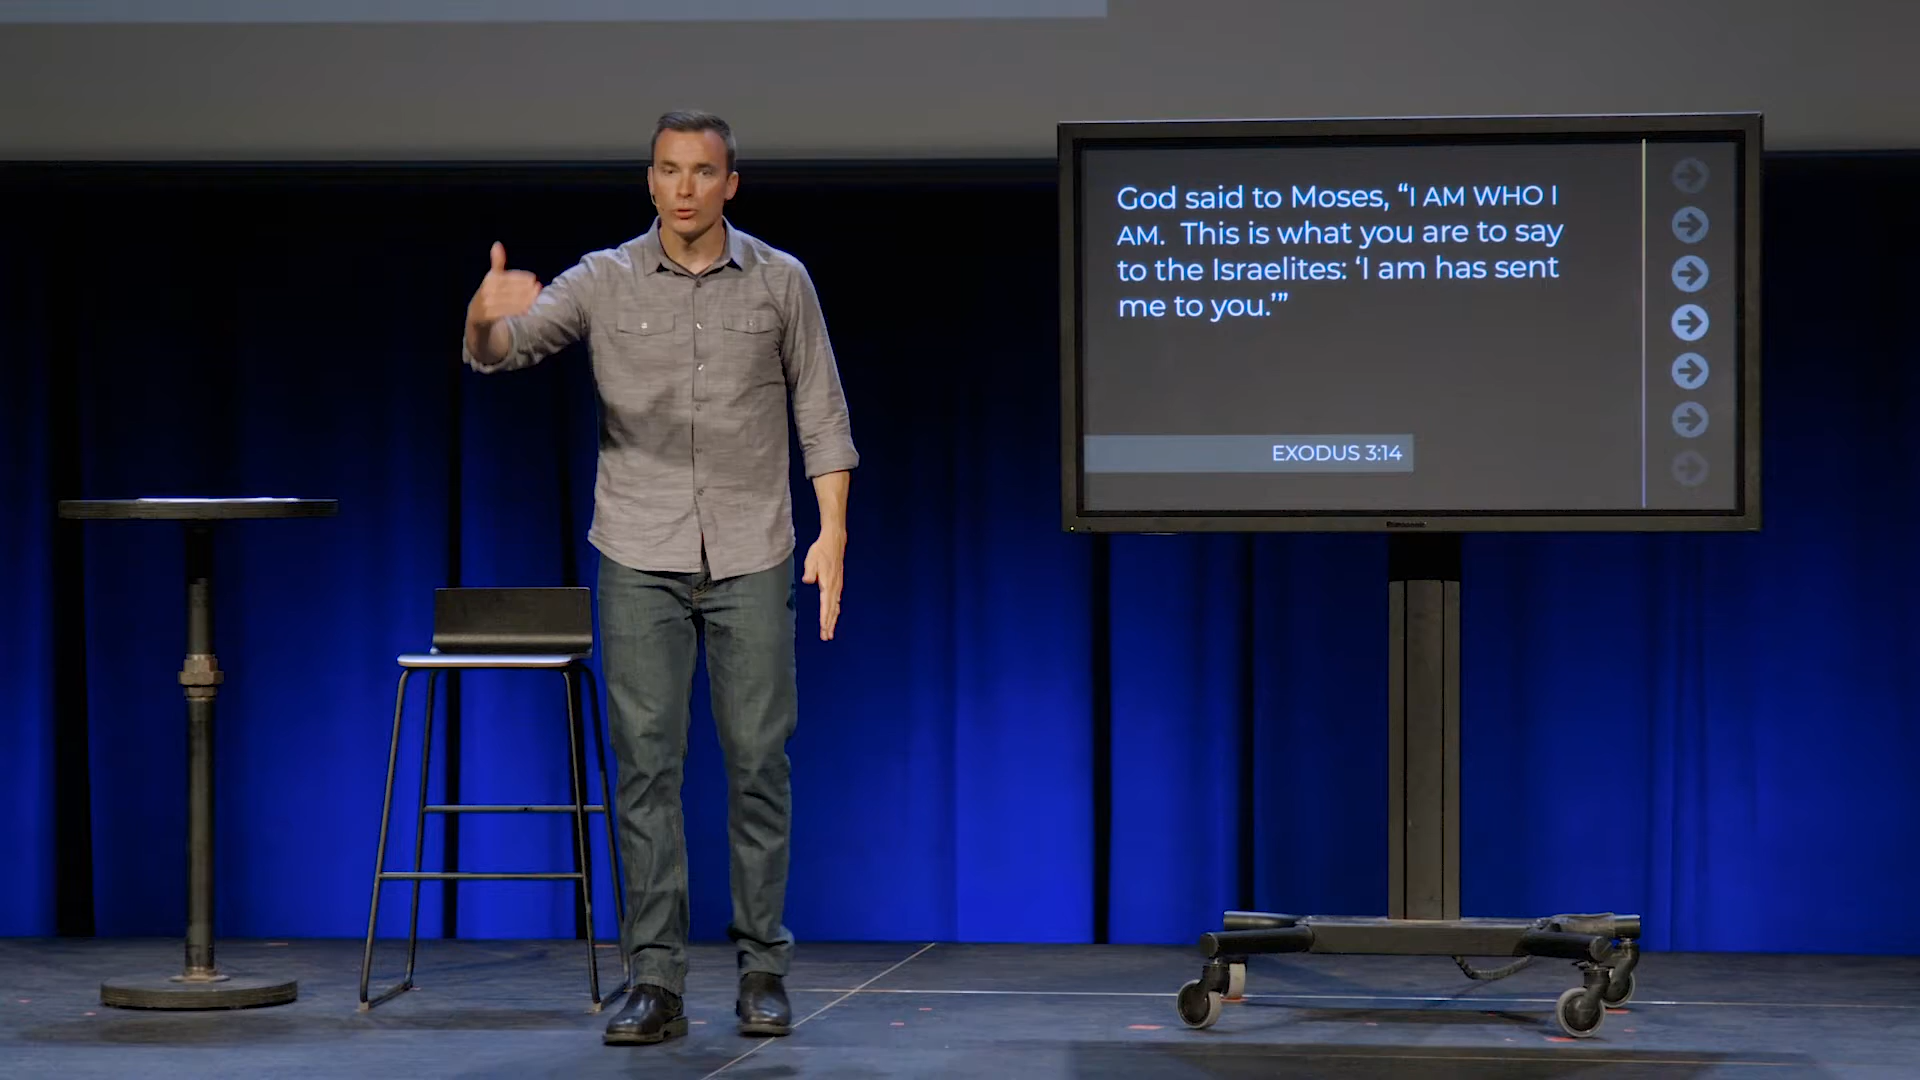 God said to Moses, “I AM WHO I
AM.  This is what you are to say
to the Israelites: ‘I am has sent
me to you.’”
EXODUS 3:14
Panasonic